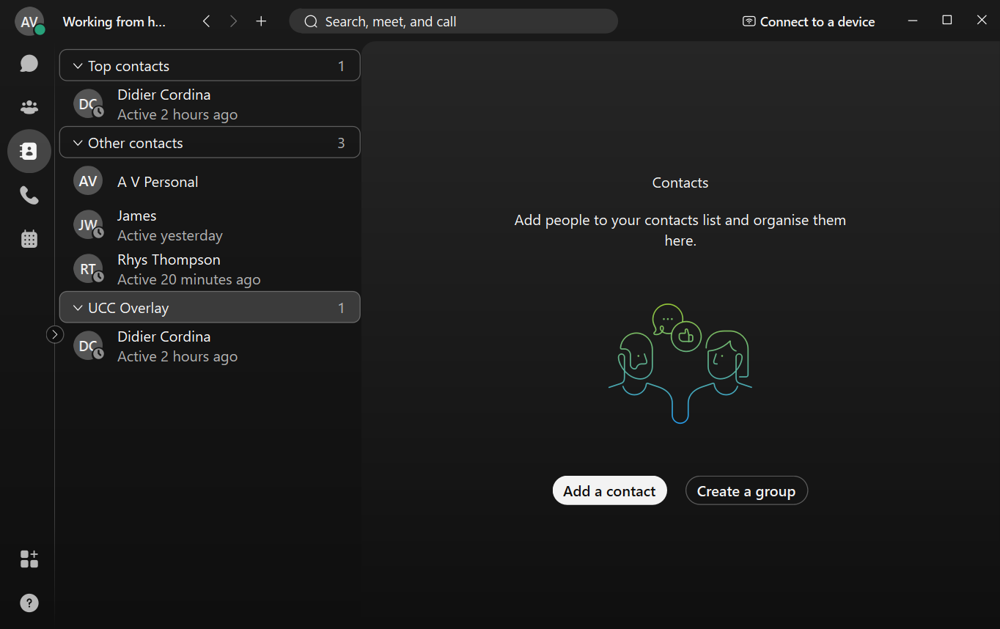 AV
Working from h...
Search, meet, and call
Connect to a device
Top contacts 1
DC
Didier Cordina
Active 2 hours ago
Other contacts 3
AV
A V Personal
JW
James
Active yesterday
RT
Rhys Thompson
Active 20 minutes ago
UCC Overlay 1
DC
Didier Cordina
Active 2 hours ago
Contacts
Add people to your contacts list and organise them
here.
Add a contact
Create a group
?